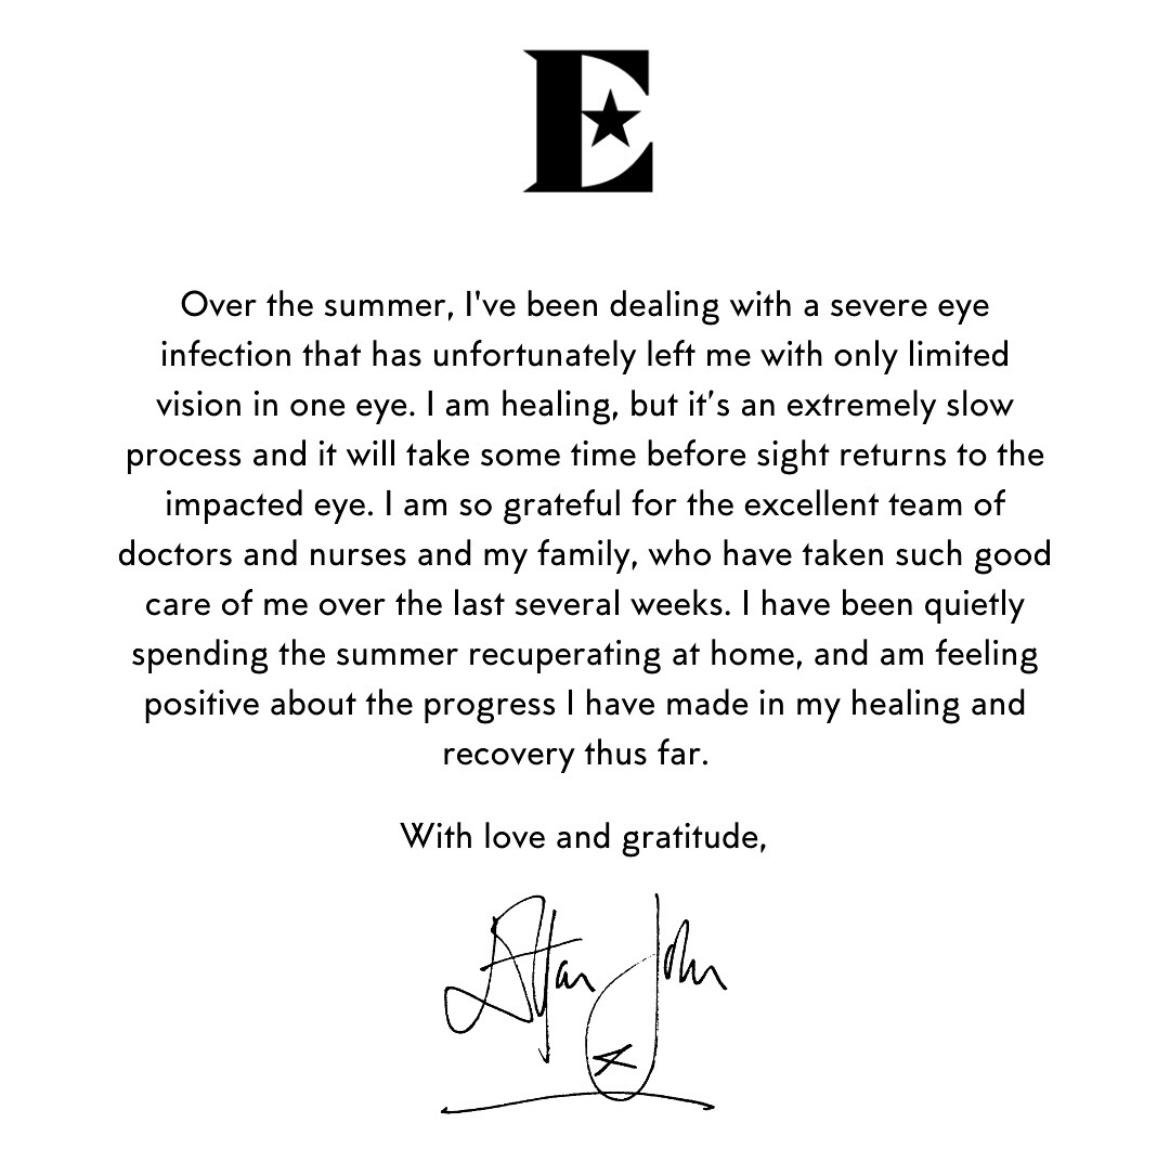 E
Over the summer, I've been dealing with a severe eye
infection that has unfortunately left me with only limited
vision in one eye. I am healing, but it’s an extremely slow
process and it will take some time before sight returns to the
impacted eye. I am so grateful for the excellent team of
doctors and nurses and my family, who have taken such good
care of me over the last several weeks. I have been quietly
spending the summer recuperating at home, and am feeling
positive about the progress I have made in my healing and
recovery thus far.
With love and gratitude,
Elton John
x